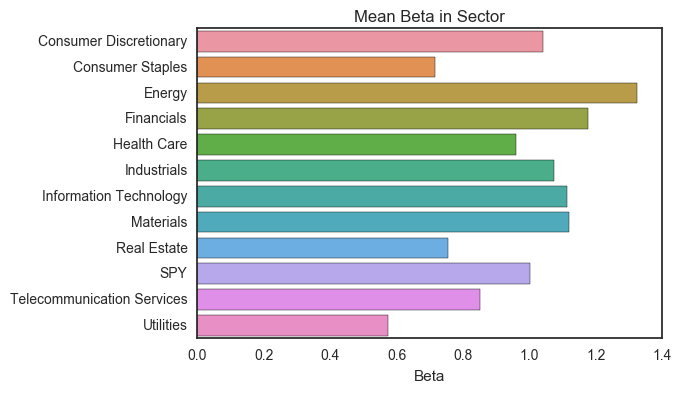 Mean Beta in Sector
Consumer Discretionary
Consumer Staples
Energy
Financials
Health Care
Industrials
Information Technology
Materials
Real Estate
SPY
Telecommunication Services
Utilities
0.0 0.2 0.4 0.6 0.8 1.0 1.2 1.4
Beta